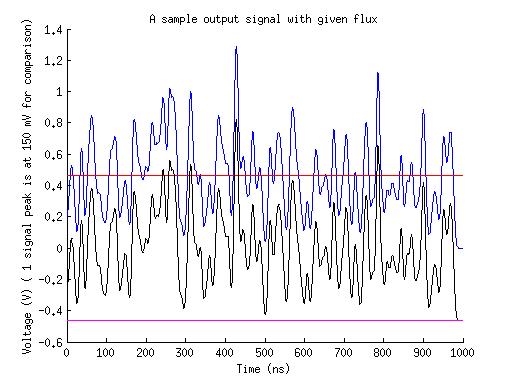 A sample output signal with given flux
Voltage (V) ( 1 signal peak is at 150 mV for comparison)
1.4
1.2
1
0.8
0.6
0.4
0.2
0
-0.2
-0.4
-0.6
0 100 200 300 400 500 600 700 800 900 1000
Time (ns)